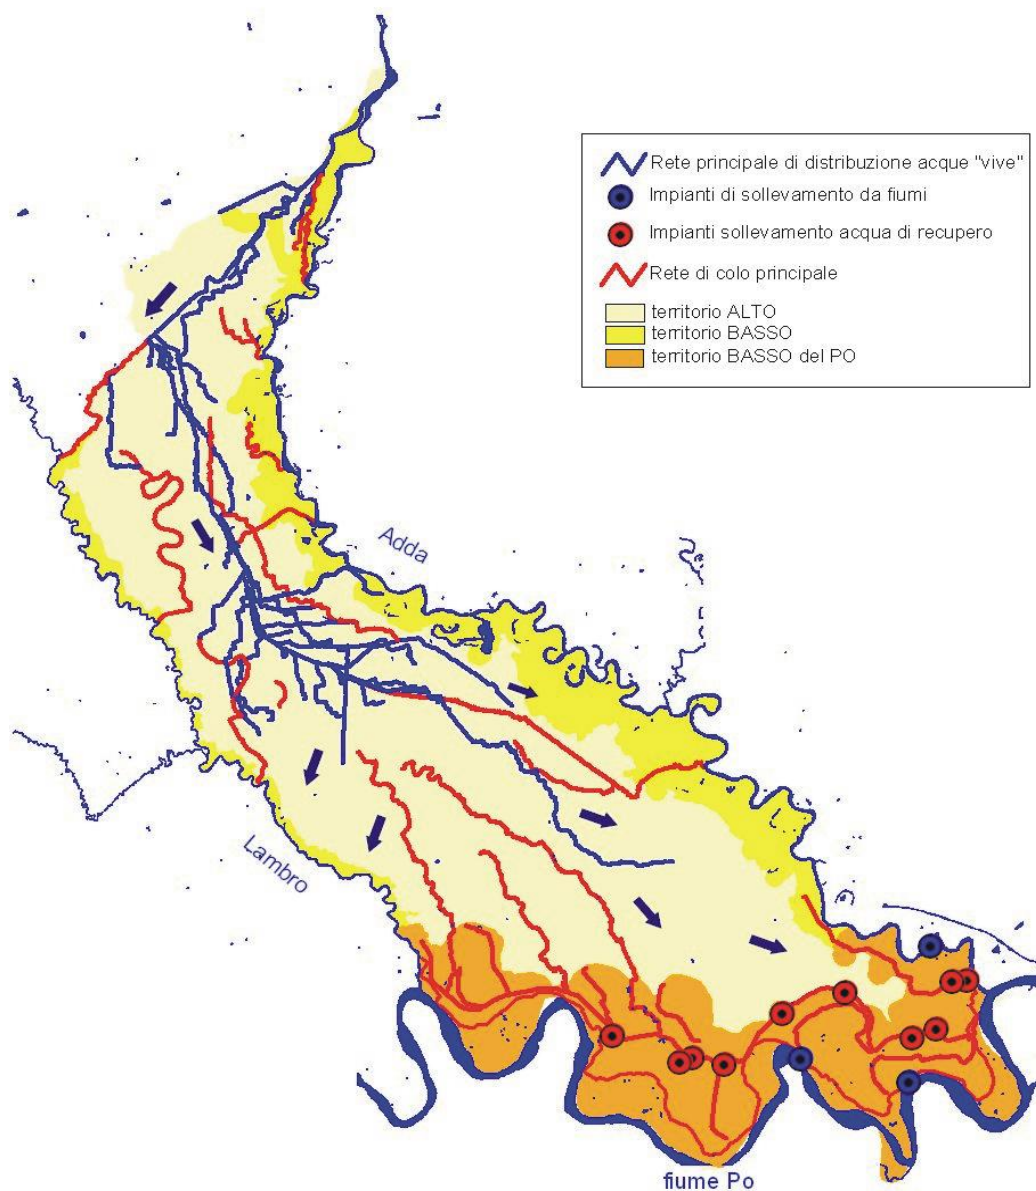 Rete principale di distribuzione acque "vive"
Impianti di sollevamento da fiumi
Impianti sollevamento acqua di recupero
Rete di colo principale
territorio ALTO
territorio BASSO
territorio BASSO del PO
Adda
Lambro
fiume Po